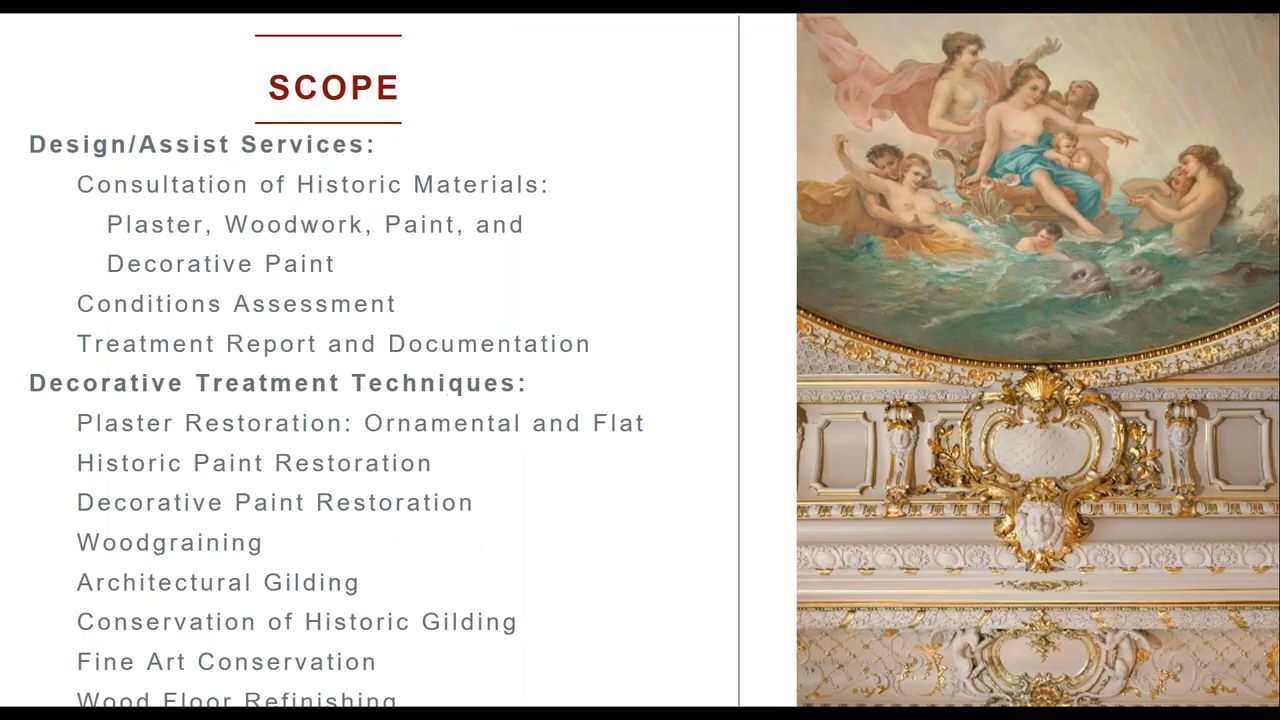 SCOPE
Design/Assist Services:
Consultation of Historic Materials:
Plaster, Woodwork, Paint, and
Decorative Paint
Conditions Assessment
Treatment Report and Documentation
Decorative Treatment Techniques:
Plaster Restoration: Ornamental and Flat
Historic Paint Restoration
Decorative Paint Restoration
Woodgraining
Architectural Gilding
Conservation of Historic Gilding
Fine Art Conservation
Wood Floor Refinishing